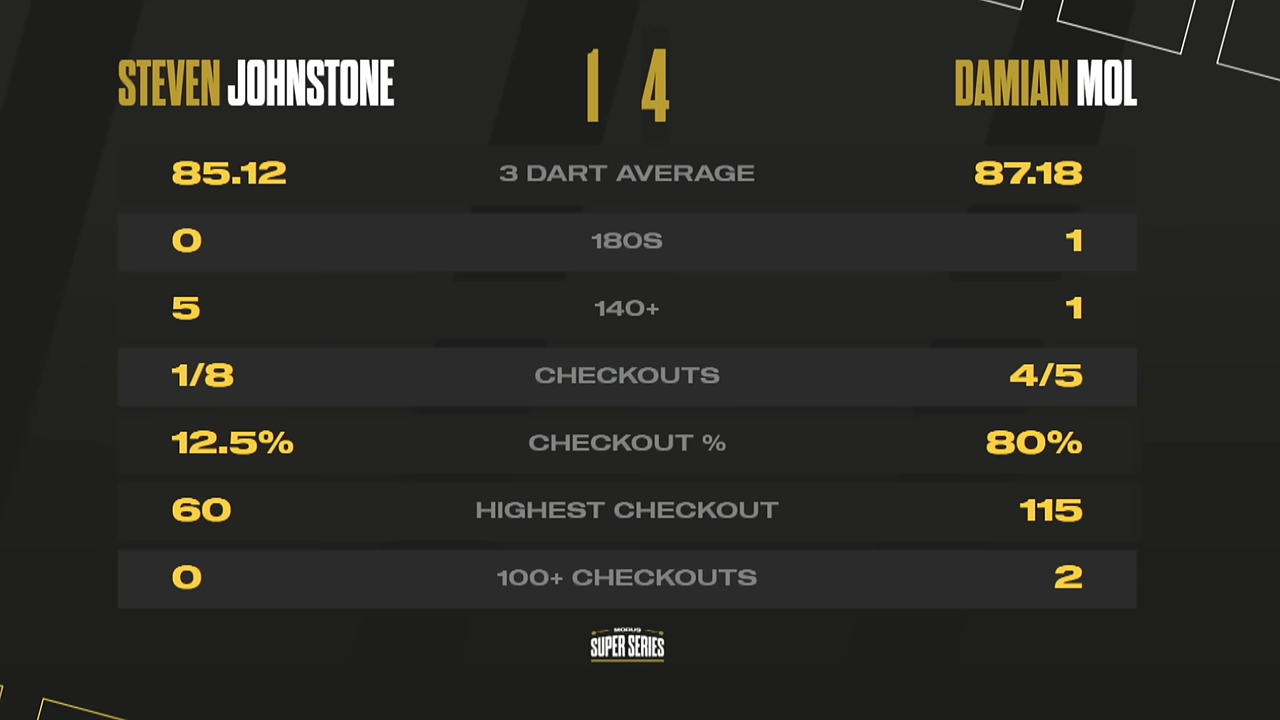 STEVEN JOHNSTONE 1 4 DAMIAN MOL
85.12 3 DART AVERAGE 87.18
0 180S 1
5 140+ 1
1/8 CHECKOUTS 4/5
12.5% CHECKOUT % 80%
60 HIGHEST CHECKOUT 115
0 100+ CHECKOUTS 2
MODUS
SUPER SERIES